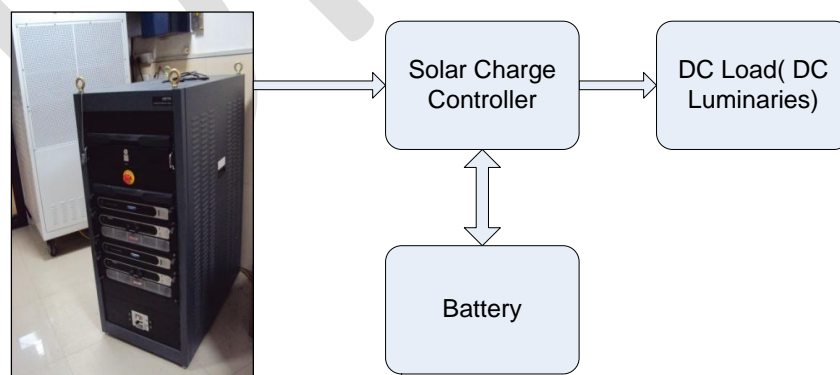 Solar Charge
Controller
DC Load( DC
Luminaries)
Battery